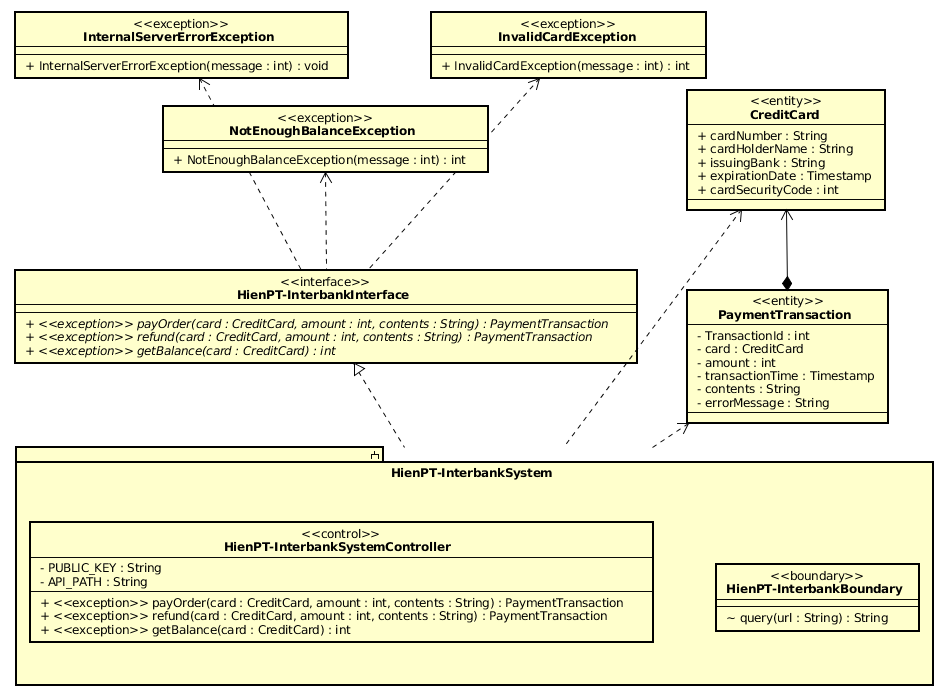 <<exception>>
InternalServerErrorException
+ InternalServerErrorException(message : int) : void
<<exception>>
InvalidCardException
+ InvalidCardException(message : int) : int
<<exception>>
NotEnoughBalanceException
+ NotEnoughBalanceException(message : int) : int
<<entity>>
CreditCard
+ cardNumber : String
+ cardHolderName : String
+ issuingBank : String
+ expirationDate : Timestamp
+ cardSecurityCode : int
<<interface>>
HienPT-InterbankInterface
+ <<exception>> payOrder(card : CreditCard, amount : int, contents : String) : PaymentTransaction
+ <<exception>> refund(card : CreditCard, amount : int, contents : String) : PaymentTransaction
+ <<exception>> getBalance(card : CreditCard) : int
<<entity>>
PaymentTransaction
- TransactionId : int
- card : CreditCard
- amount : int
- transactionTime : Timestamp
- contents : String
- errorMessage : String
HienPT-InterbankSystem
<<control>>
HienPT-InterbankSystemController
- PUBLIC_KEY : String
- API_PATH : String
+ <<exception>> payOrder(card : CreditCard, amount : int, contents : String) : PaymentTransaction
+ <<exception>> refund(card : CreditCard, amount : int, contents : String) : PaymentTransaction
+ <<exception>> getBalance(card : CreditCard) : int
<<boundary>>
HienPT-InterbankBoundary
~ query(url : String) : String